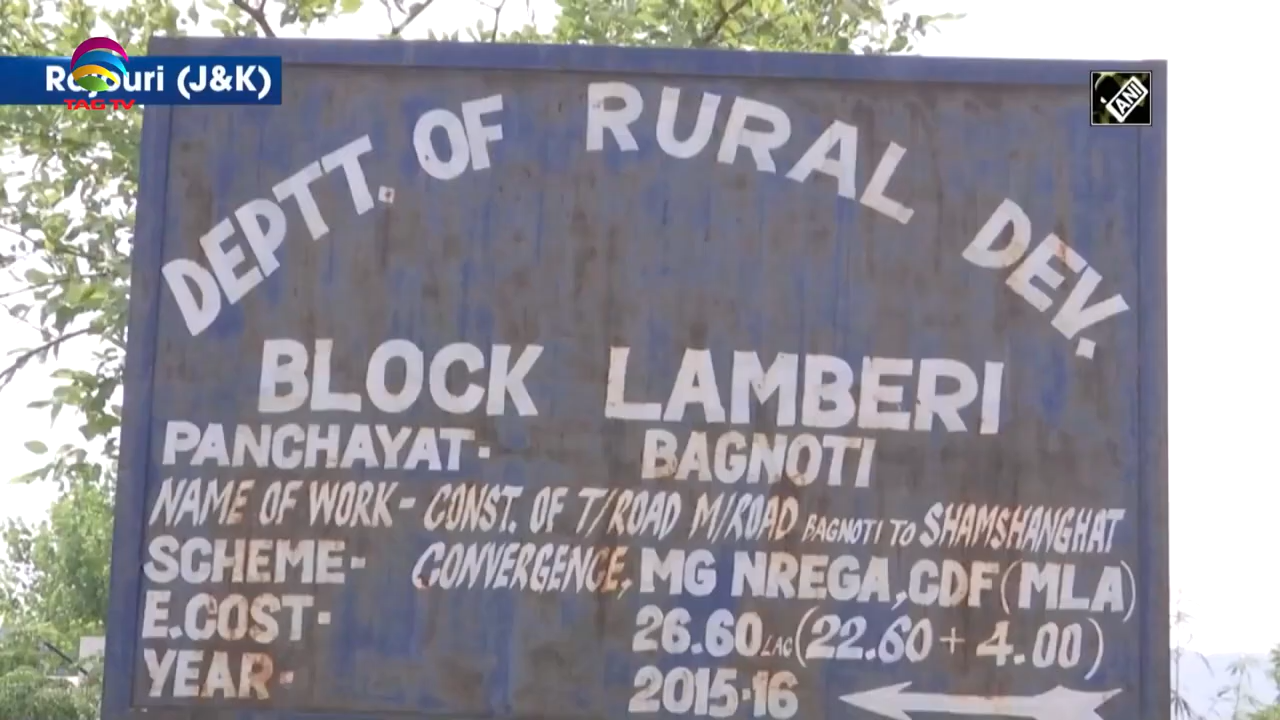 Rajouri (J&K)
TAG TV
ANI
DEPTT. OF RURAL DEV.
BLOCK LAMBERI
PANCHAYAT- BAGNOTI
NAME OF WORK- CONST. OF T/ROAD M/ROAD BAGNOTI TO SHAMSHANGHAT
SCHEME- CONVERGENCE, MG NREGA, CDF (MLA)
E.COST- 26.60 LAC (22.60 + 4.00)
YEAR- 2015-16